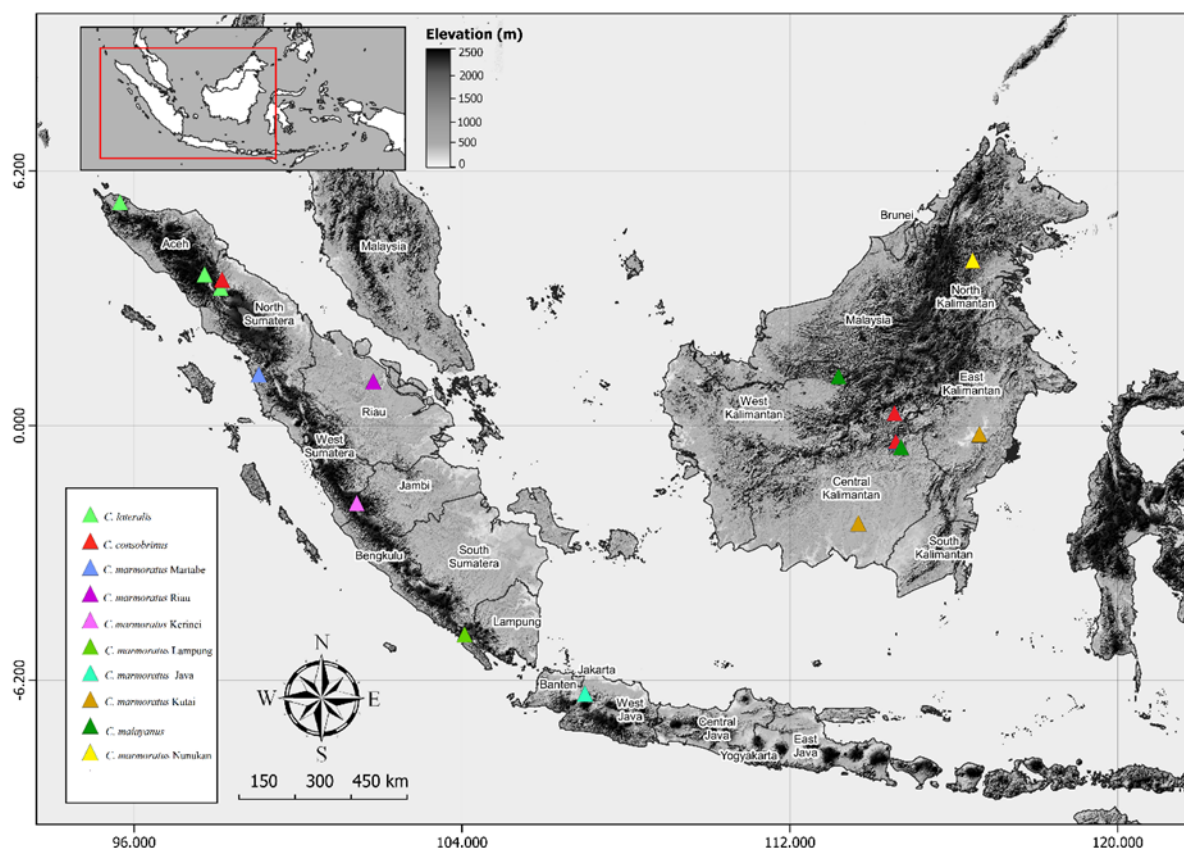 Elevation (m)
2500
2000
1500
1000
500
0
6.200
0.000
-6.200
Aceh
North
Sumatera
Malaysia
Riau
West
Sumatera
Jambi
Bengkulu
South
Sumatera
Lampung
Brunei
North
Kalimantan
Malaysia
East
Kalimantan
West
Kalimantan
Central
Kalimantan
South
Kalimantan
Jakarta
Banten
West
Java
Central
Java
Yogyakarta
East
Java
C. lateralis
C. consobrinus
C. marmoratus Martabe
C. marmoratus Riau
C. marmoratus Kerinci
C. marmoratus Lampung
C. marmoratus Java
C. marmoratus Kutai
C. malayanus
C. marmoratus Nunukan
N
W E
S
150 300 450 km
96.000 104.000 112.000 120.000